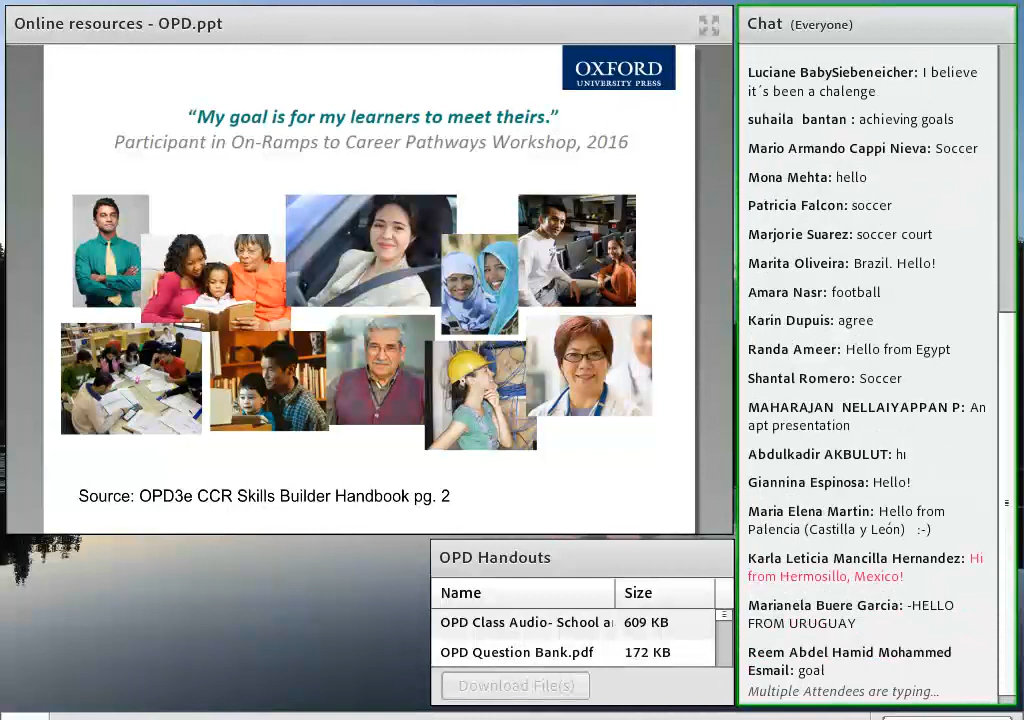 Online resources - OPD.ppt
OXFORD
UNIVERSITY PRESS
“My goal is for my learners to meet theirs.”
Participant in On-Ramps to Career Pathways Workshop, 2016
Source: OPD3e CCR Skills Builder Handbook pg. 2
OPD Handouts
Name Size
OPD Class Audio- School a 609 KB
OPD Question Bank.pdf 172 KB
Download File(s)
Chat (Everyone)
Luciane BabySiebeneicher: I believe
it´s been a chalenge
suhaila bantan : achieving goals
Mario Armando Cappi Nieva: Soccer
Mona Mehta: hello
Patricia Falcon: soccer
Marjorie Suarez: soccer court
Marita Oliveira: Brazil. Hello!
Amara Nasr: football
Karin Dupuis: agree
Randa Ameer: Hello from Egypt
Shantal Romero: Soccer
MAHARAJAN NELLAIYAPPAN P: An
apt presentation
Abdulkadir AKBULUT: hı
Giannina Espinosa: Hello!
Maria Elena Martin: Hello from
Palencia (Castilla y León) :-)
Karla Leticia Mancilla Hernandez: Hi
from Hermosillo, Mexico!
Marianela Buere Garcia: -HELLO
FROM URUGUAY
Reem Abdel Hamid Mohammed
Esmail: goal
Multiple Attendees are typing...